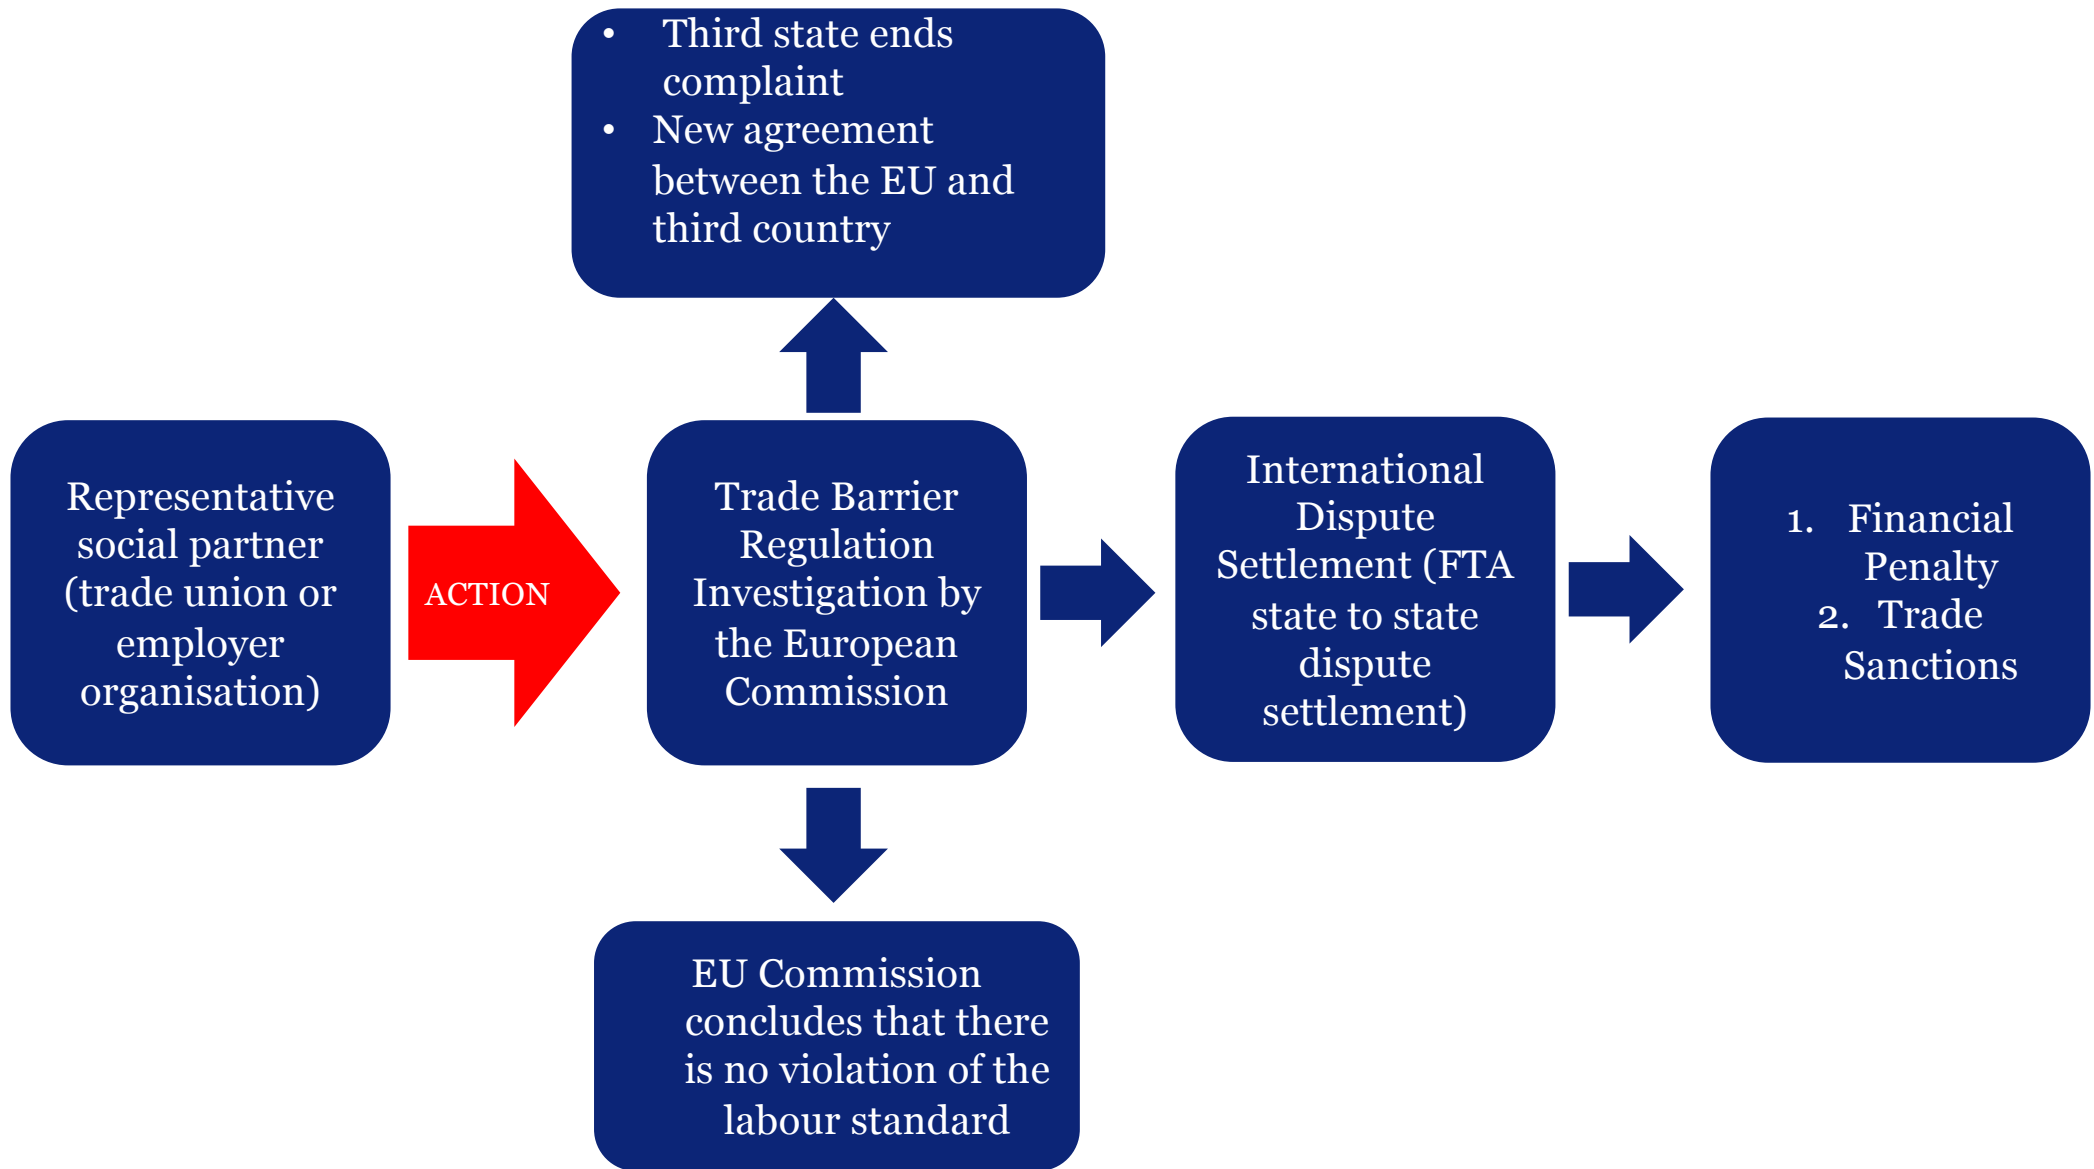 • Third state ends
complaint
• New agreement
between the EU and
third country
Representative
social partner
(trade union or
employer
organisation)
ACTION
Trade Barrier
Regulation
Investigation by
the European
Commission
International
Dispute
Settlement (FTA
state to state
dispute
settlement)
1. Financial
Penalty
2. Trade
Sanctions
EU Commission
concludes that there
is no violation of the
labour standard